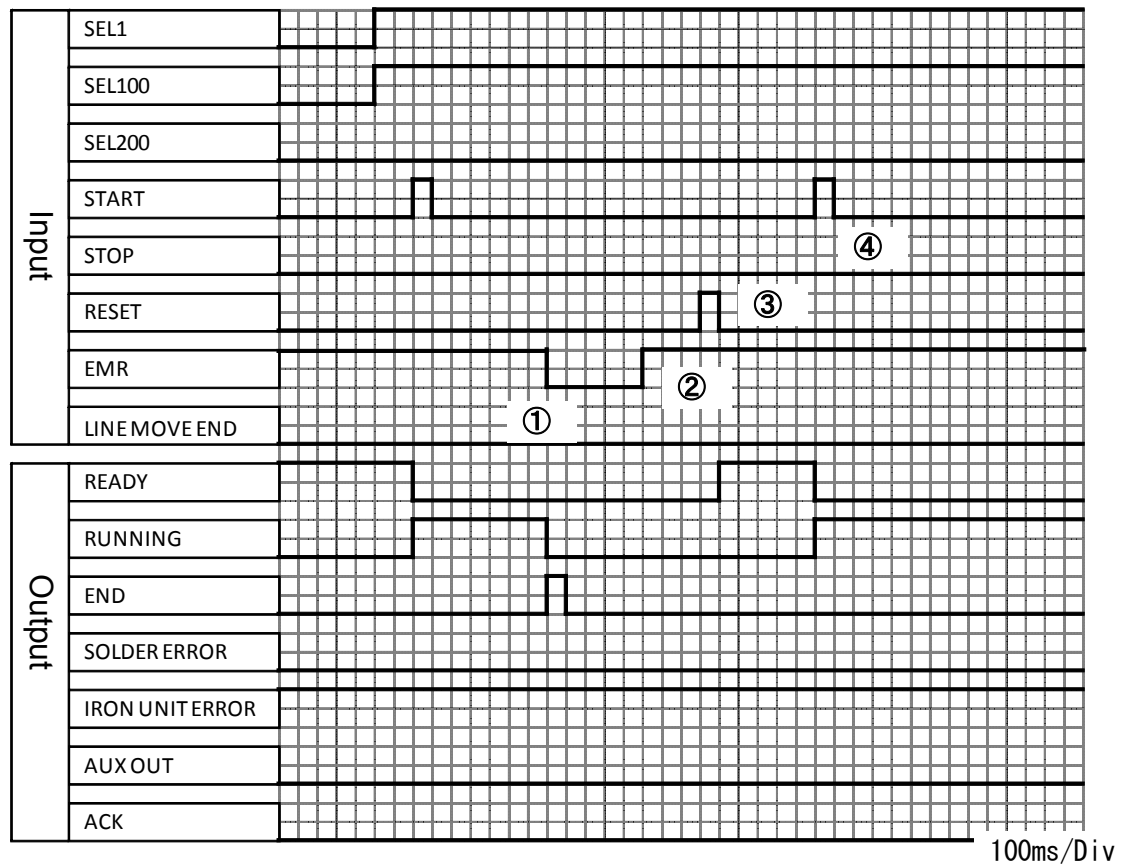 Input
SEL1
SEL100
SEL200
START
STOP
④
RESET
③
EMR
②
LINE MOVE END
①
Output
READY
RUNNING
END
SOLDER ERROR
IRON UNIT ERROR
AUX OUT
ACK
100ms/Div